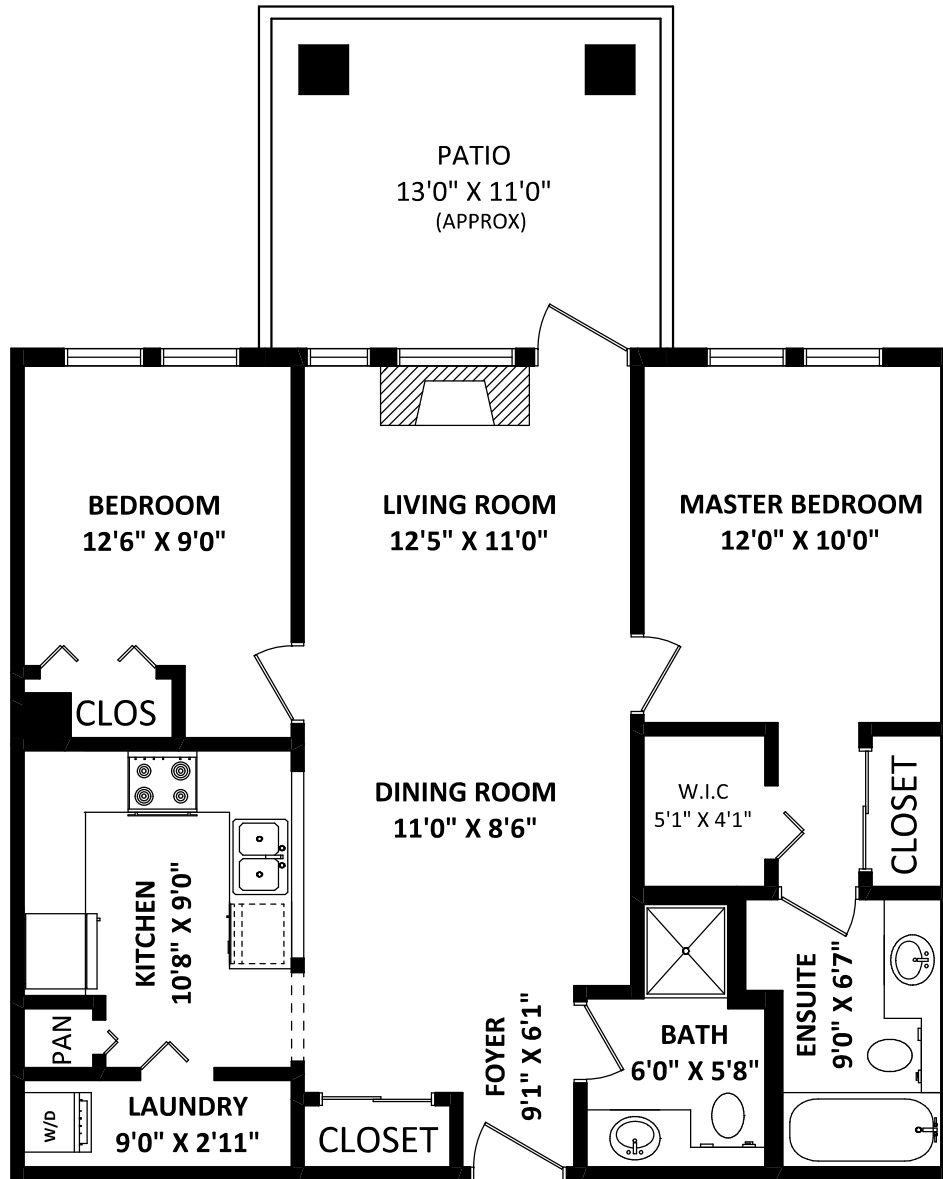 PATIO
13'0" X 11'0"
(APPROX)
BEDROOM
12'6" X 9'0"
LIVING ROOM
12'5" X 11'0"
MASTER BEDROOM
12'0" X 10'0"
CLOS
DINING ROOM
11'0" X 8'6"
W.I.C
5'1" X 4'1"
CLOSET
KITCHEN
10'8" X 9'0"
PAN
FOYER
9'1" X 6'1"
BATH
6'0" X 5'8"
ENSUITE
9'0" X 6'7"
W/D
LAUNDRY
9'0" X 2'11"
CLOSET